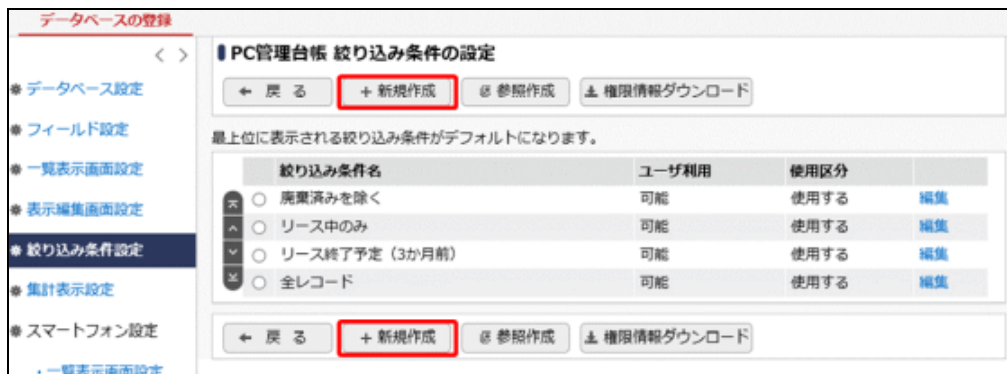 データベースの登録
< >
データベース設定
フィールド設定
一覧表示画面設定
表示編集画面設定
絞り込み条件設定
集計表示設定
スマートフォン設定
・一覧表示画面設定
PC管理台帳 絞り込み条件の設定
← 戻 る + 新規作成 参照作成 権限情報ダウンロード
最上位に表示される絞り込み条件がデフォルトになります。
絞り込み条件名 ユーザ利用 使用区分
廃棄済みを除く 可能 使用する 編集
リース中のみ 可能 使用する 編集
リース終了予定（3か月前） 可能 使用する 編集
全レコード 可能 使用する 編集
← 戻 る + 新規作成 参照作成 権限情報ダウンロード